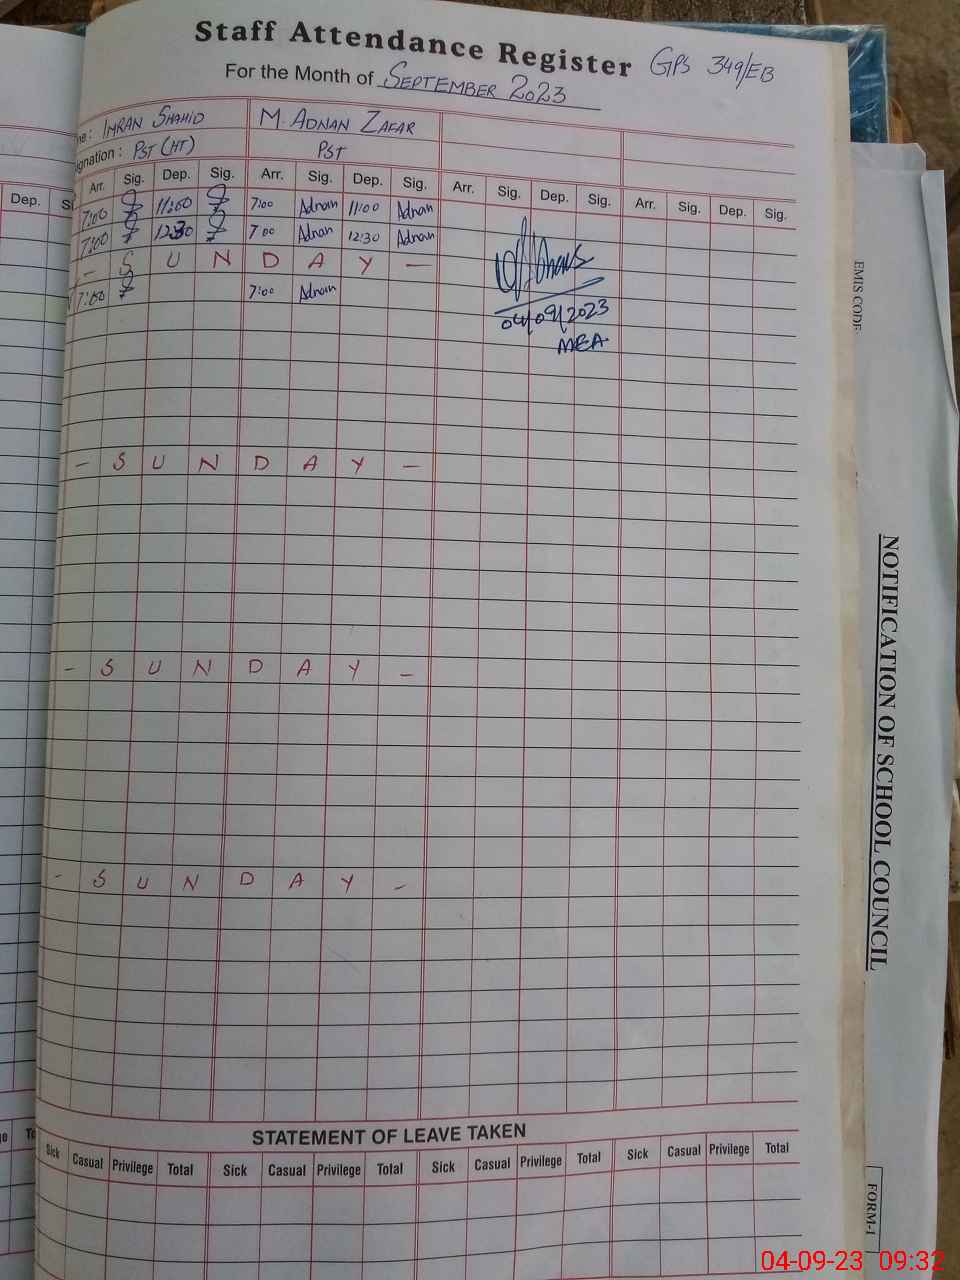 Staff Attendance Register GPS 349/EB
For the Month of SEPTEMBER 2023
me: IMRAN SHAHID M. ADNAN ZAFAR
signation: PST (HT) PST
Dep. Arr. Sig. Dep. Sig. Arr. Sig. Dep. Sig. Arr. Sig. Dep. Sig. Arr. Sig. Dep. Sig.
7:00 11:00 7:00 Adnan 11:00 Adnan
7:00 12:30 7:00 Adnan 12:30 Adnan
- S U N D A Y -
7:00 7:00 Adnan
04/09/2023
MEA
- S U N D A Y -
- S U N D A Y -
- S U N D A Y -
STATEMENT OF LEAVE TAKEN
Sick Casual Privilege Total Sick Casual Privilege Total Sick Casual Privilege Total Sick Casual Privilege Total
EMIS CODE:
NOTIFICATION OF SCHOOL COUNCIL
FORM-1
04-09-23 09:32